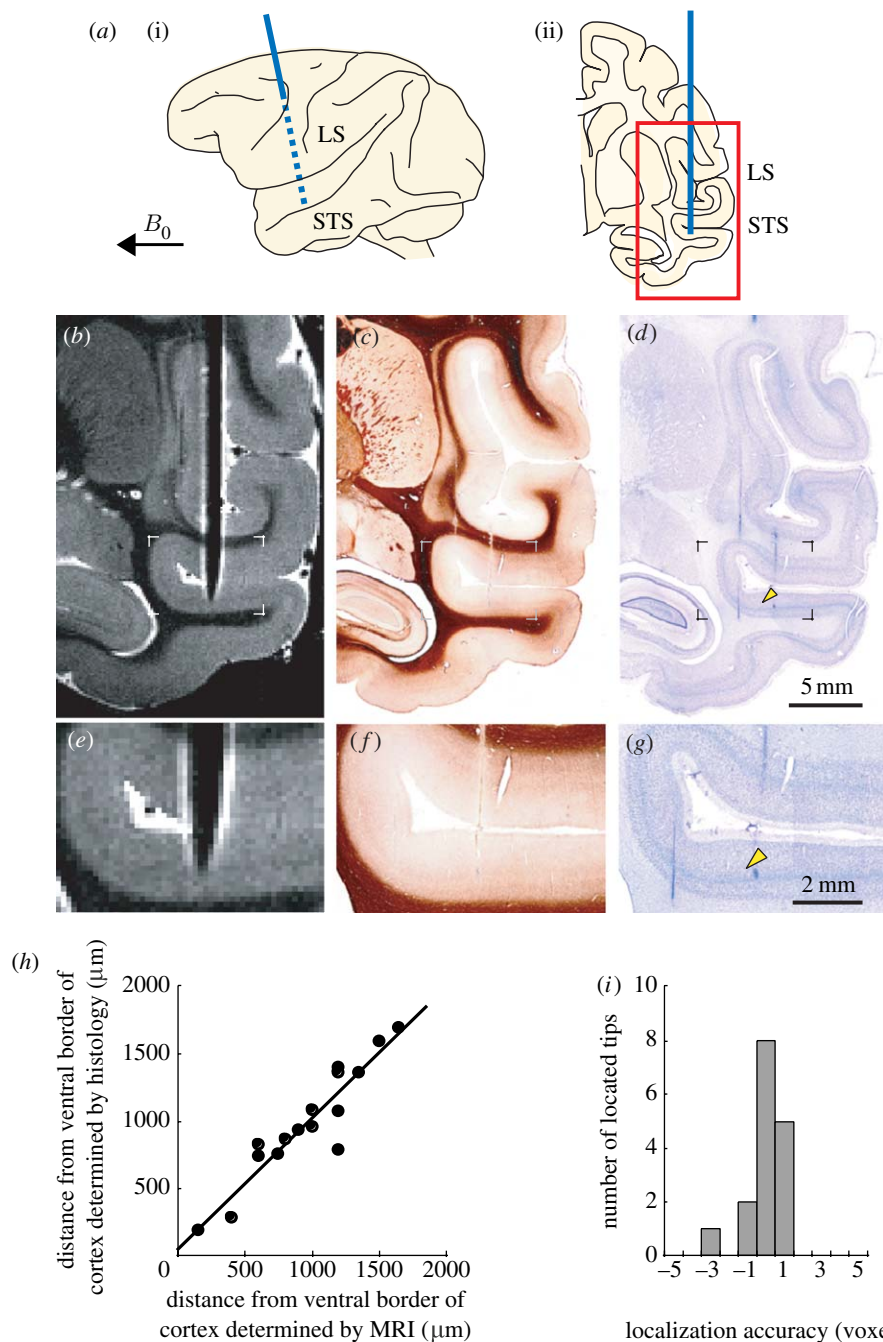 (a) (i)
(ii)
LS
STS
B0
LS
STS
(b)
(c)
(d)
5 mm
(e)
(f)
(g)
2 mm
(h)
distance from ventral border of
cortex determined by histology (μm)
2000
1500
1000
500
0 500 1000 1500 2000
distance from ventral border of
cortex determined by MRI (μm)
(i)
number of located tips
10
8
6
4
2
0
–5 –3 –1 1 3 5
localization accuracy (voxe